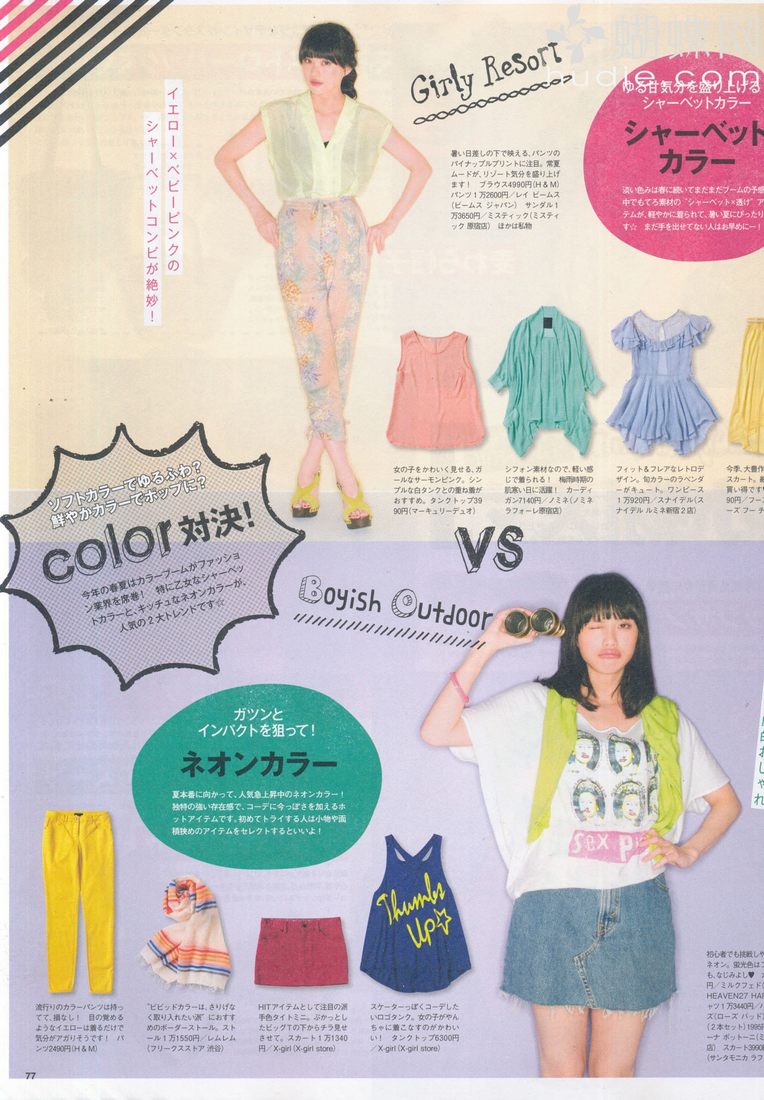 蝴蝶网
hudie.com
Girly Resort
イエロー×ベビーピンクの
シャーベットコンビが絶妙!
暑い日差しの下で映える、パンツの
パイナップルプリントに注目。常夏
ムードが、リゾート気分を盛り上げ
ます! ブラウス4990円(H&M)
パンツ1万2600円/レイ ビームス
(ビームス ジャパン) サンダル1
万3650円/ミスティック(ミスティ
ック 原宿店) ほかは私物
ゆる甘気分を盛り上げる
シャーベットカラー
シャーベット
カラー
淡い色みは春に続いてまだまだブームの予感
中でもてろ素材の“シャーベット×透け”ア
テムが、軽やかに着られて、暑い夏にぴったり
す☆ まだ手を出せてない人はお早めにー!
女の子をかわいく見せる、ガ
ールなサーモンピンク。シン
プルな白タンクとの重ね着が
おすすめ。タンクトップ39
90円(マーキュリーデュオ)
シフォン素材なので、軽い感
じで着られる! 梅雨時期の
肌寒い日に活躍! カーディ
ガン7140円/ノミネ(ノミネ
ラフォーレ原宿店)
フィット&フレアなレトロデ
ザイン。旬カラーのラベンダ
ーがキュート。ワンピース
1万920円/スナイデル(スナ
イデル ルミネ新宿2店)
今季、大豊作
スカート。
買い得です
90円/フー
ズフー チ
ソフトカラーでゆるふわ?
鮮やかカラーでポップに?
color対決!
今年の春夏はカラーブームがファッショ
ン業界を席巻! 特に乙女なシャーベッ
トカラーと、キッチュなネオンカラーが、
人気の2大トレンドです☆
VS
Boyish Outdoor
ガツンと
インパクトを狙って!
ネオンカラー
夏本番に向かって、人気急上昇中のネオンカラー!
独特の強い存在感で、コーデに今っぽさを加えるホ
ットアイテムです。初めてトライする人は小物や面
積狭めのアイテムをセレクトするといいよ!
SEX PIS
Thumbs
Up
流行りのカラーパンツは持っ
てて、損なし! 目の覚める
ようなイエローは着るだけで
気分がアガりそう! パ
ンツ2490円(H&M)
“ビビッドカラーは、さりげな
く取り入れたい派”におすす
めのボーダーストール。スト
ール1万1550円/レムレム
(フリークスストア 渋谷)
HITアイテムとして注目の派
手色タイトミニ。ぶかっとし
たビッグTの下からチラ見せ
させて。スカート1万1340
円/X-girl(X-girl store)
スケーターっぽくコーデした
いロゴタンク。女の子がやん
ちゃに着こなすのがかわい
い! タンクトップ6300円
/X-girl(X-girl store)
初心者でも挑戦しや
ネオン。蛍光色は
も、なじみよし♥
円/ミルクフェド(
HEAVEN27 HAR
ャツ1万3440円/
ズ(ローズ バッド)
(2本セット)1995円
ーナ ボットーニ(ミ
店) スカート3990円
(サンタモニカ ラフ
77